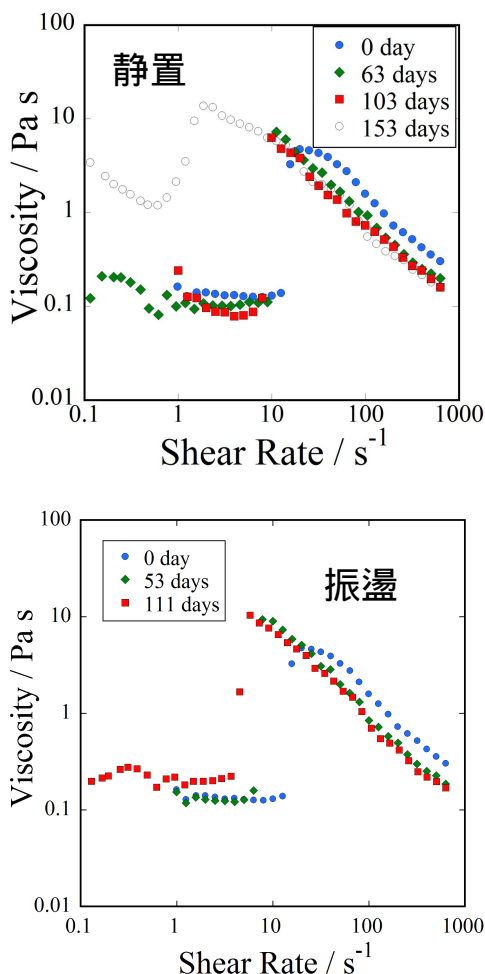 100
10
1
0.1
0.01
Viscosity / Pa s
静置
0 day
63 days
103 days
153 days
0.1 1 10 100 1000
Shear Rate / s-1
100
10
1
0.1
0.01
Viscosity / Pa s
0 day
53 days
111 days
振盪
0.1 1 10 100 1000
Shear Rate / s-1